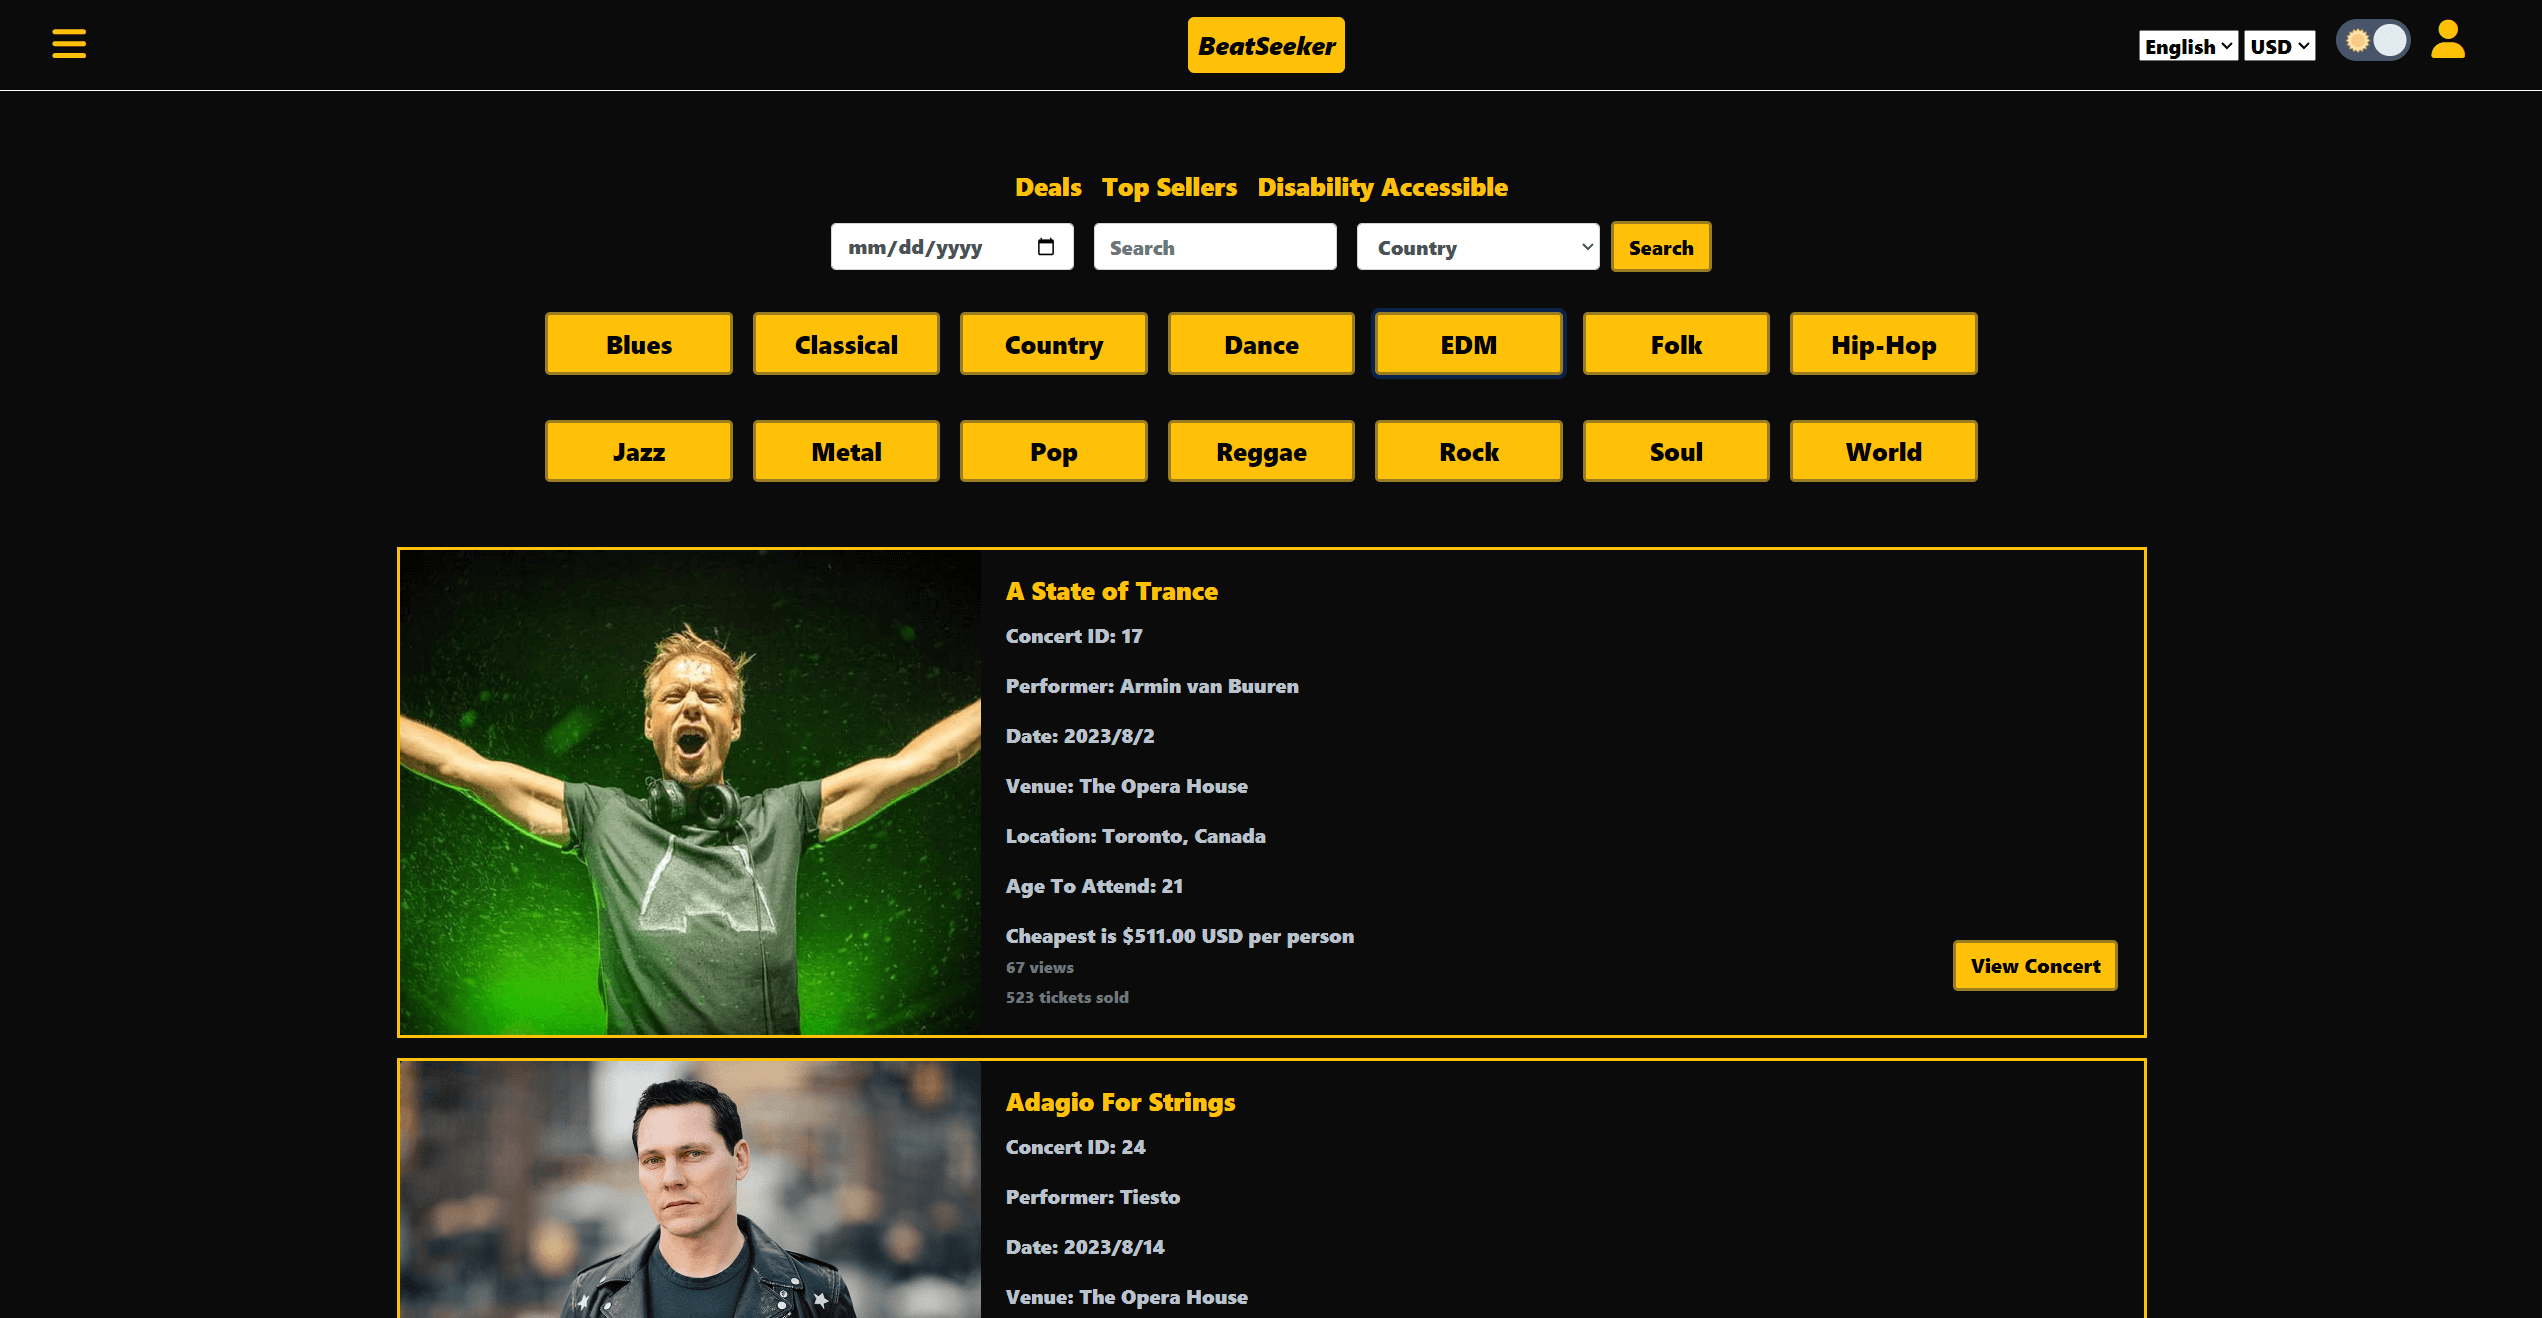 BeatSeeker
English USD
Deals Top Sellers Disability Accessible
mm/dd/yyyy Search Country Search
Blues Classical Country Dance EDM Folk Hip-Hop
Jazz Metal Pop Reggae Rock Soul World
A State of Trance
Concert ID: 17
Performer: Armin van Buuren
Date: 2023/8/2
Venue: The Opera House
Location: Toronto, Canada
Age To Attend: 21
Cheapest is $511.00 USD per person
67 views
523 tickets sold
View Concert
Adagio For Strings
Concert ID: 24
Performer: Tiesto
Date: 2023/8/14
Venue: The Opera House